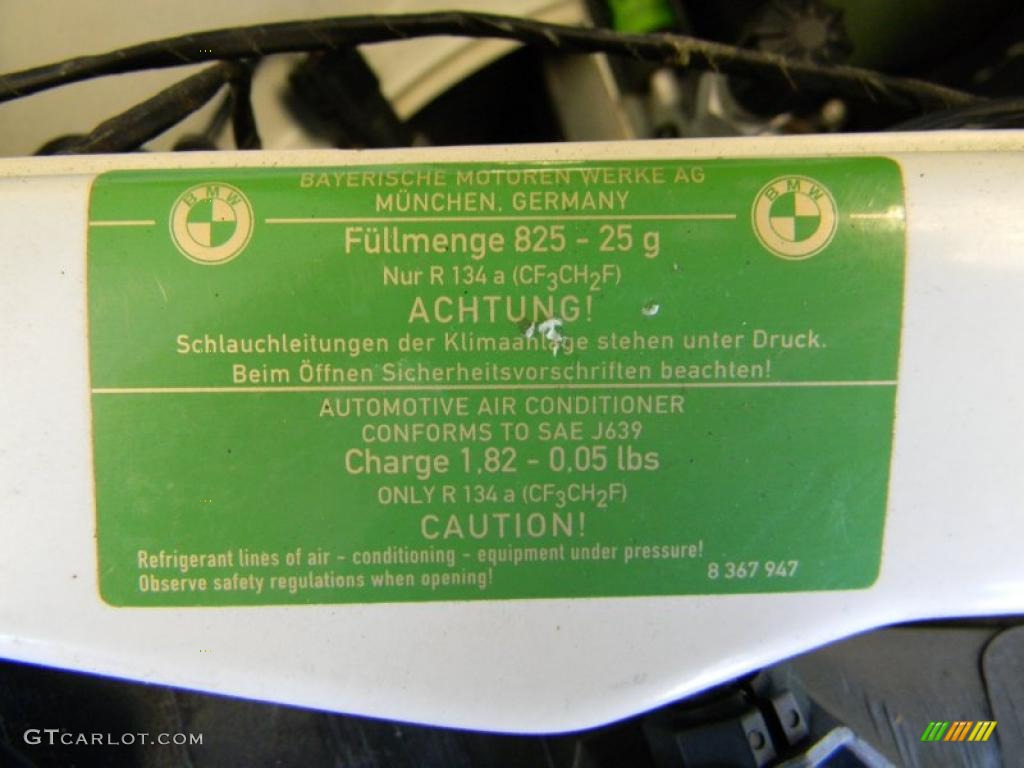 BMW
BMW
BAYERISCHE MOTOREN WERKE AG
MÜNCHEN. GERMANY
Füllmenge 825 - 25 g
Nur R 134 a (CF₃CH₂F)
ACHTUNG!
Schlauchleitungen der Klimaanlage stehen unter Druck.
Beim Öffnen Sicherheitsvorschriften beachten!
AUTOMOTIVE AIR CONDITIONER
CONFORMS TO SAE J639
Charge 1,82 - 0,05 lbs
ONLY R 134 a (CF₃CH₂F)
CAUTION!
Refrigerant lines of air - conditioning - equipment under pressure!
Observe safety regulations when opening!
8 367 947
GTCARLOT.COM